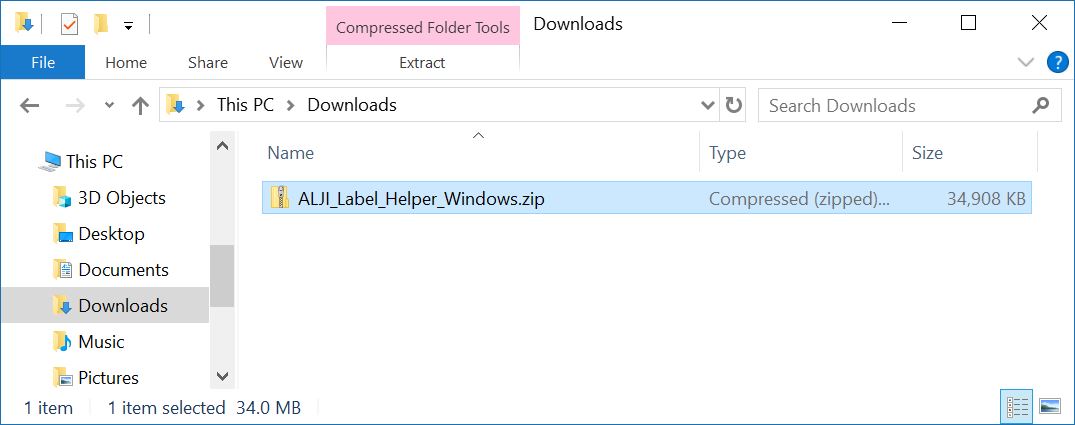 Compressed Folder Tools Downloads
File Home Share View Extract ?
This PC Downloads Search Downloads
Name Type Size
This PC
3D Objects
Desktop
Documents
Downloads
Music
Pictures
ALJI_Label_Helper_Windows.zip Compressed (zipped)... 34,908 KB
1 item 1 item selected 34.0 MB